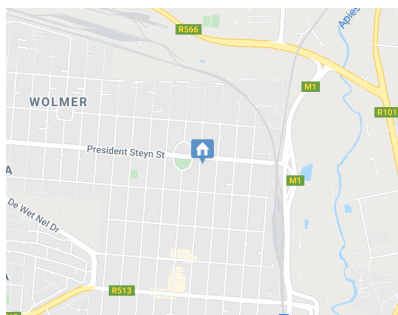 R566
Apies
M1
R101
WOLMER
President Steyn St
A
M1
De Wet Nel Dr
A
R513